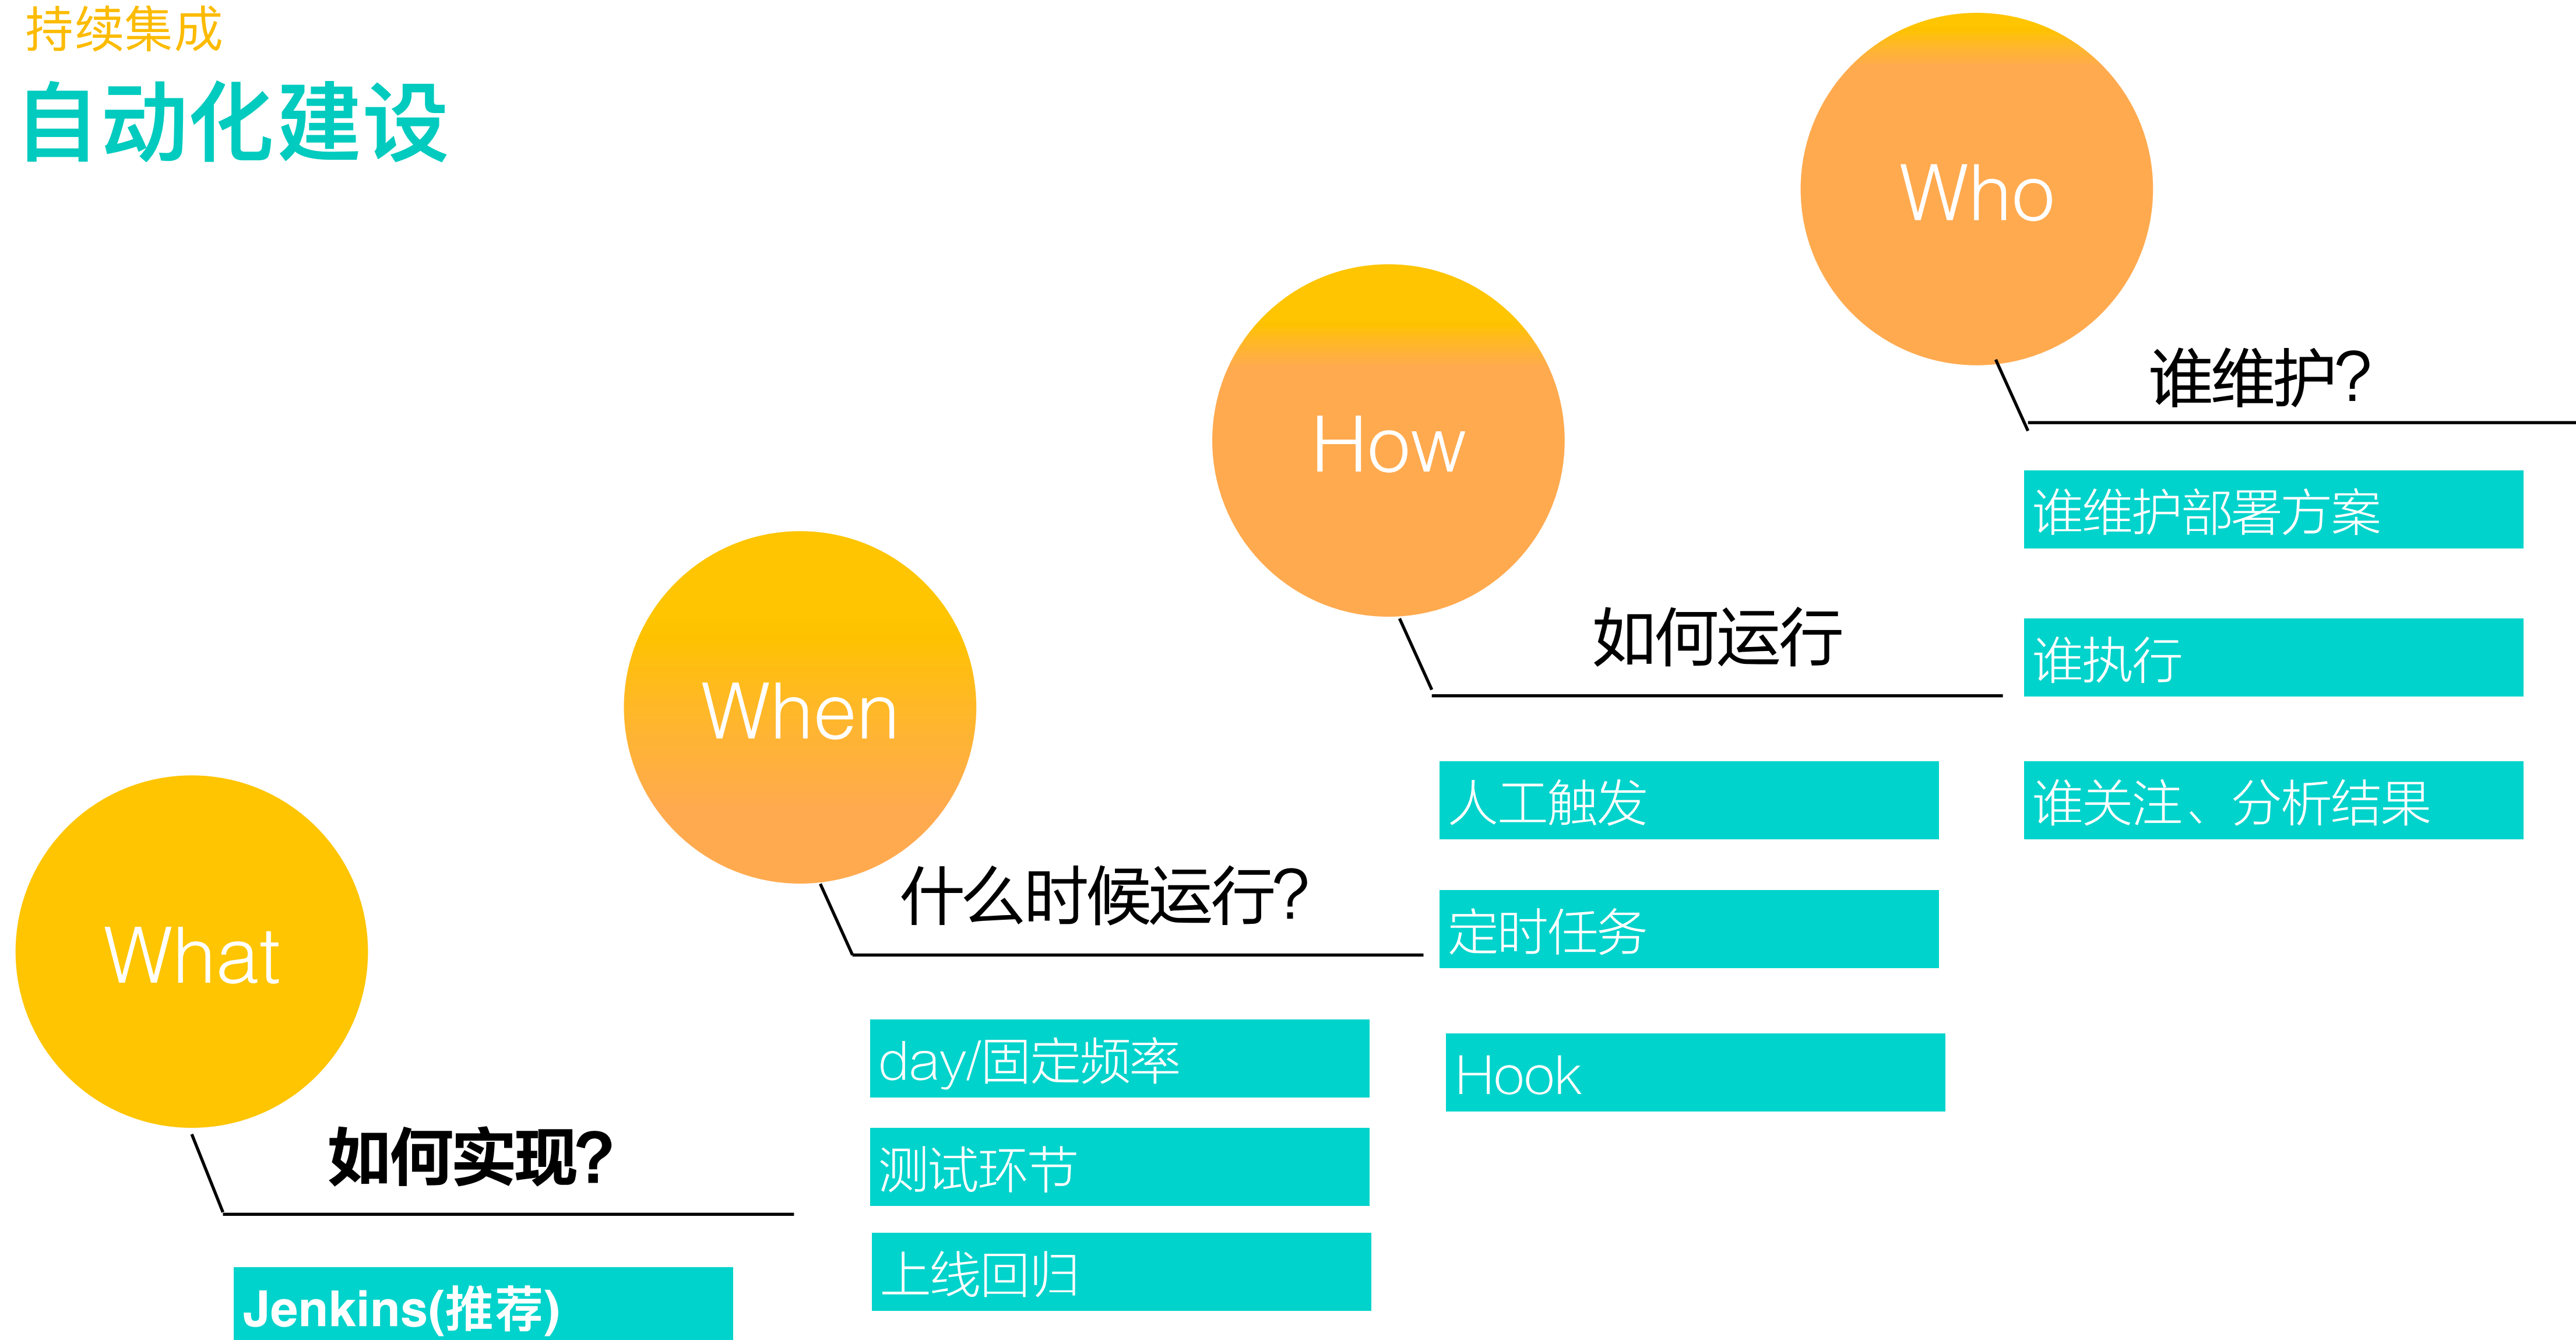 持续集成
自动化建设
What
如何实现?
Jenkins(推荐)
When
什么时候运行?
day/固定频率
测试环节
上线回归
How
如何运行
人工触发
定时任务
Hook
Who
谁维护?
谁维护部署方案
谁执行
谁关注、分析结果